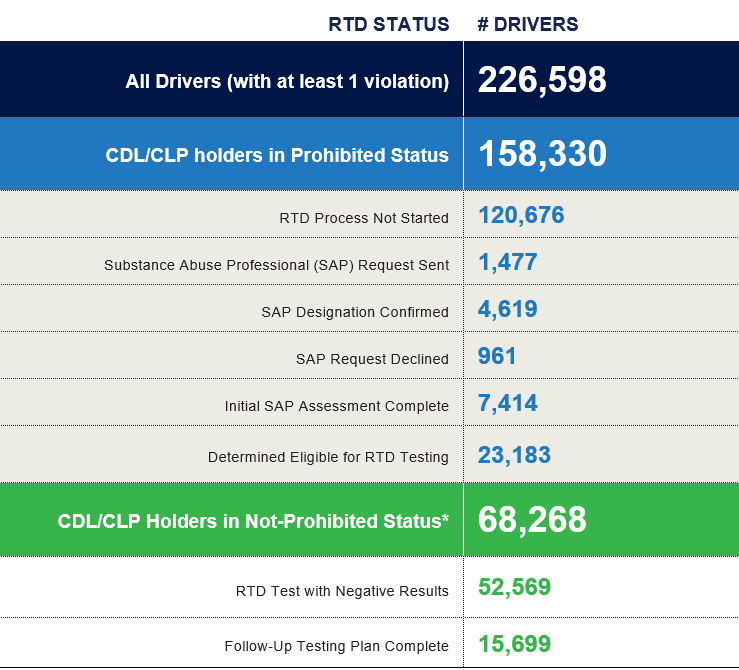 RTD STATUS # DRIVERS
All Drivers (with at least 1 violation) 226,598
CDL/CLP holders in Prohibited Status 158,330
RTD Process Not Started 120,676
Substance Abuse Professional (SAP) Request Sent 1,477
SAP Designation Confirmed 4,619
SAP Request Declined 961
Initial SAP Assessment Complete 7,414
Determined Eligible for RTD Testing 23,183
CDL/CLP Holders in Not-Prohibited Status* 68,268
RTD Test with Negative Results 52,569
Follow-Up Testing Plan Complete 15,699